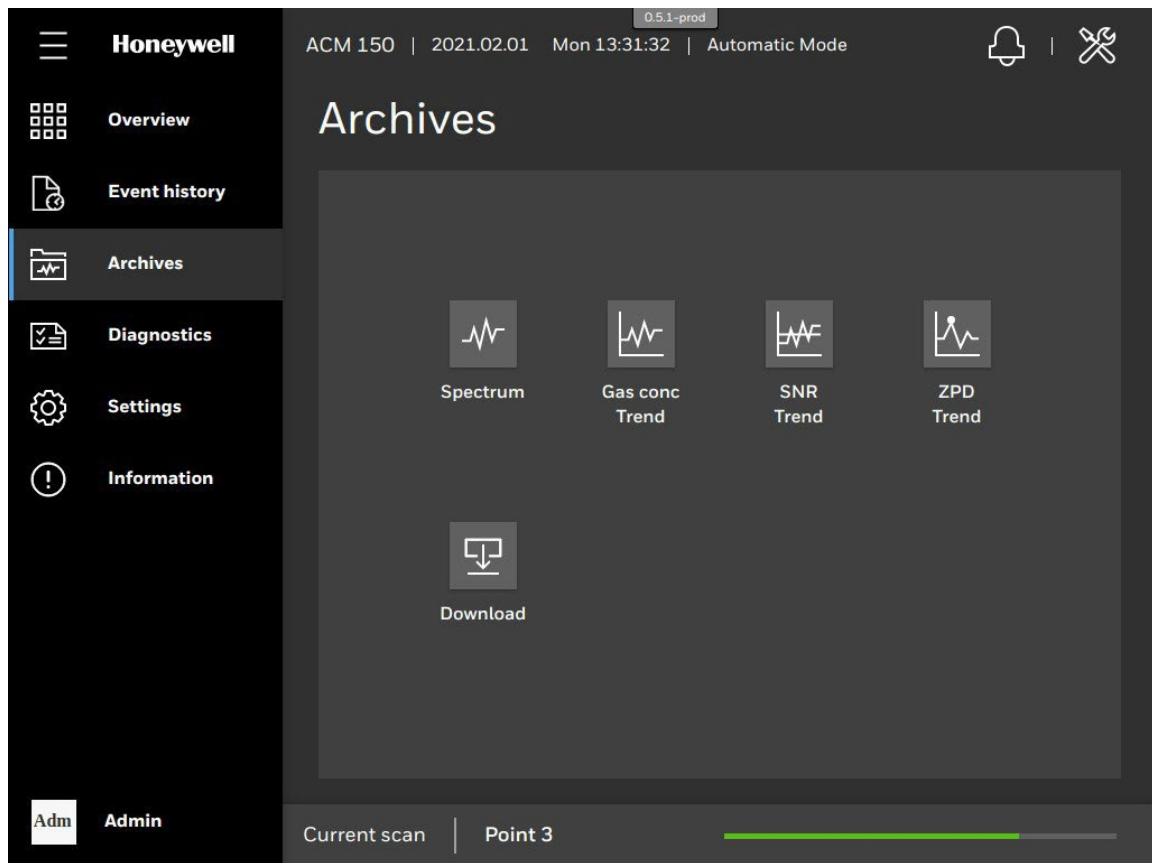 0.5.1-prod
Honeywell
ACM 150 | 2021.02.01 Mon 13:31:32 | Automatic Mode
Overview
Event history
Archives
Diagnostics
Settings
Information
Adm
Admin
Archives
Spectrum
Gas conc
Trend
SNR
Trend
ZPD
Trend
Download
Current scan
Point 3